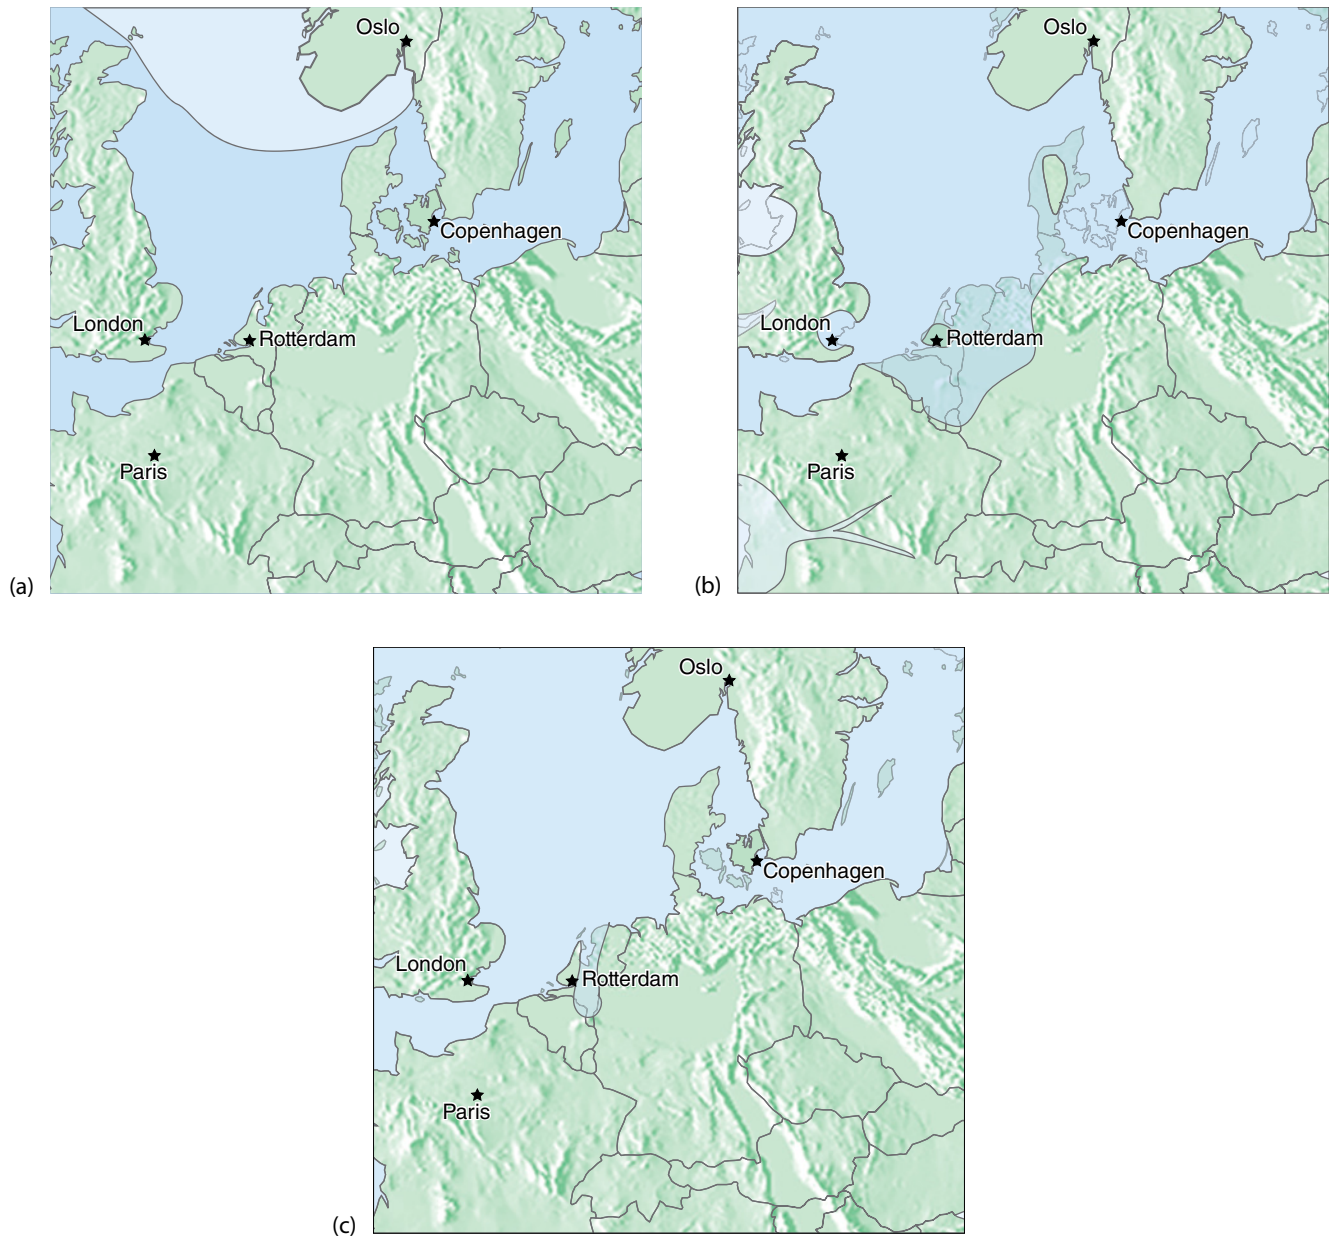 Oslo
Copenhagen
London
Rotterdam
Paris
(a)
Oslo
Copenhagen
London
Rotterdam
Paris
(b)
Oslo
Copenhagen
London
Rotterdam
Paris
(c)